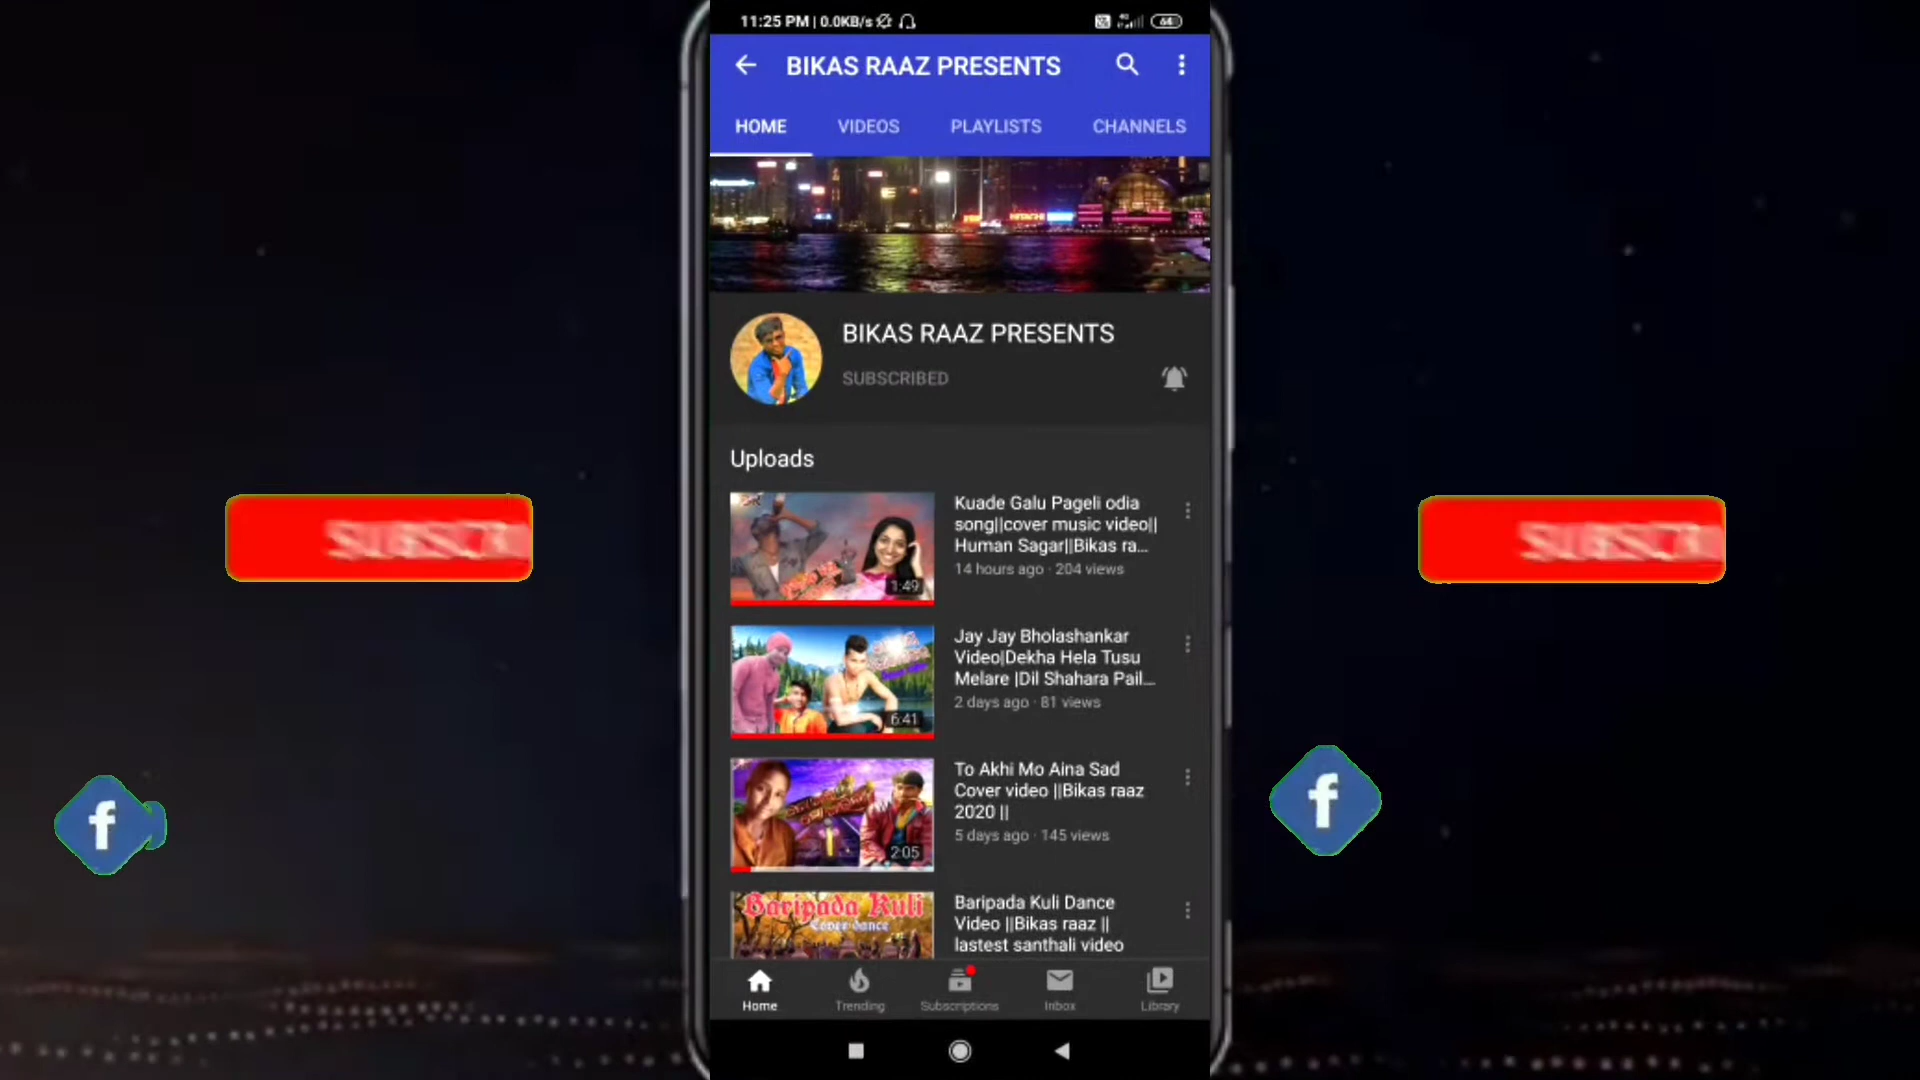 11:25 PM | 0.0KB/s
64
BIKAS RAAZ PRESENTS
HOME VIDEOS PLAYLISTS CHANNELS
HITACHI
BIKAS RAAZ PRESENTS
SUBSCRIBED
Uploads
Kuade Galu Pageli odia
song||cover music video||
Human Sagar||Bikas ra...
14 hours ago · 204 views
1:49
Jay Jay Bholashankar
Video|Dekha Hela Tusu
Melare |Dil Shahara Pail...
2 days ago · 81 views
6:41
To Akhi Mo Aina Sad
Cover video ||Bikas raaz
2020 ||
5 days ago · 145 views
2:05
Baripada Kuli
Cover dance
Baripada Kuli Dance
Video ||Bikas raaz ||
lastest santhali video
Home Trending Subscriptions Inbox Library
f
f